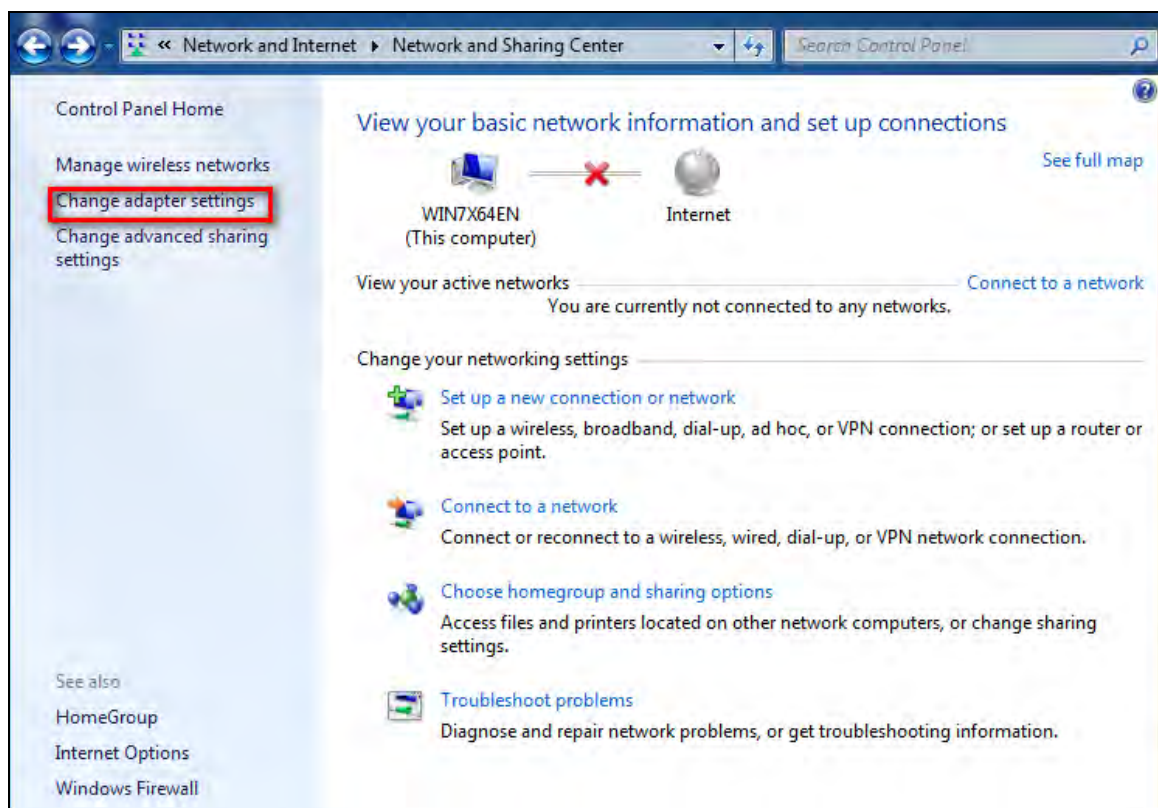 « Network and Internet ▸ Network and Sharing Center
Search Control Panel
Control Panel Home
Manage wireless networks
Change adapter settings
Change advanced sharing
settings
View your basic network information and set up connections
See full map
WIN7X64EN
(This computer)
Internet
View your active networks
Connect to a network
You are currently not connected to any networks.
Change your networking settings
Set up a new connection or network
Set up a wireless, broadband, dial-up, ad hoc, or VPN connection; or set up a router or
access point.
Connect to a network
Connect or reconnect to a wireless, wired, dial-up, or VPN network connection.
Choose homegroup and sharing options
Access files and printers located on other network computers, or change sharing
settings.
Troubleshoot problems
Diagnose and repair network problems, or get troubleshooting information.
See also
HomeGroup
Internet Options
Windows Firewall